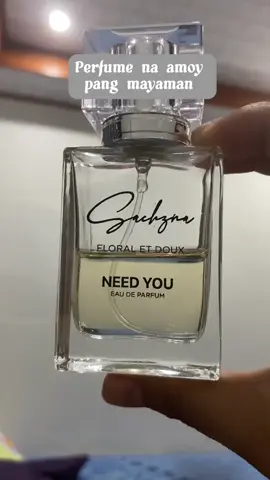 Perfume na amoy
pang mayaman
Sachzna
FLORAL ET DOUX
NEED YOU
EAU DE PARFUM